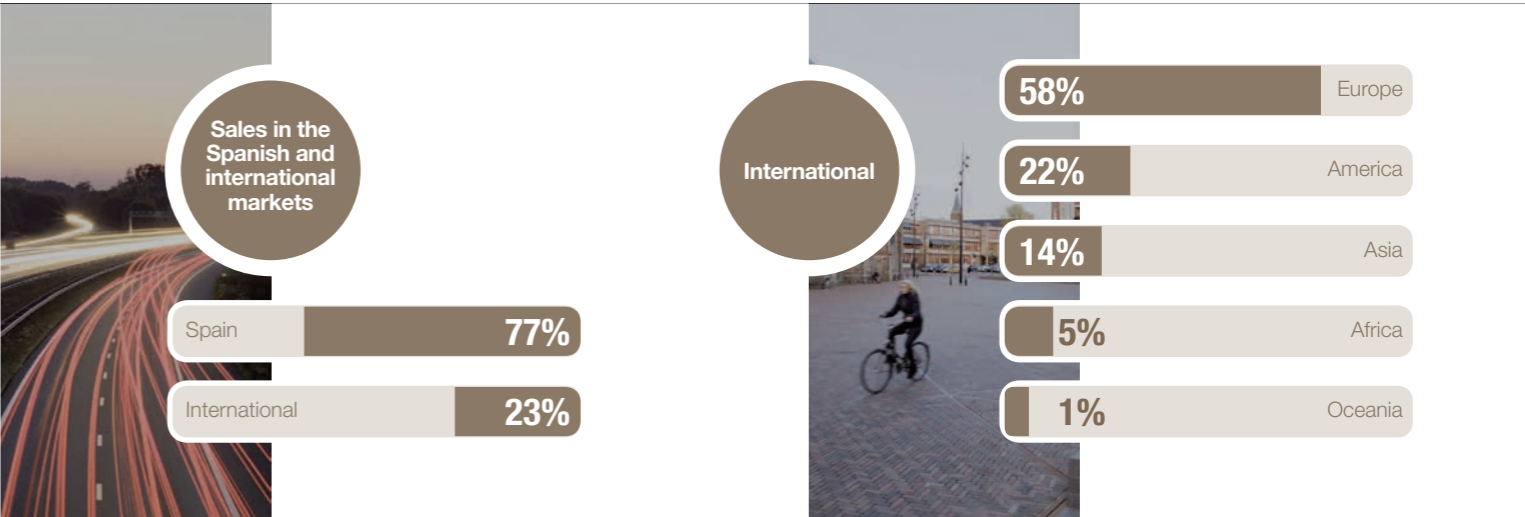 Sales in the
Spanish and
international
markets
Spain 77%
International 23%
International
58% Europe
22% America
14% Asia
5% Africa
1% Oceania